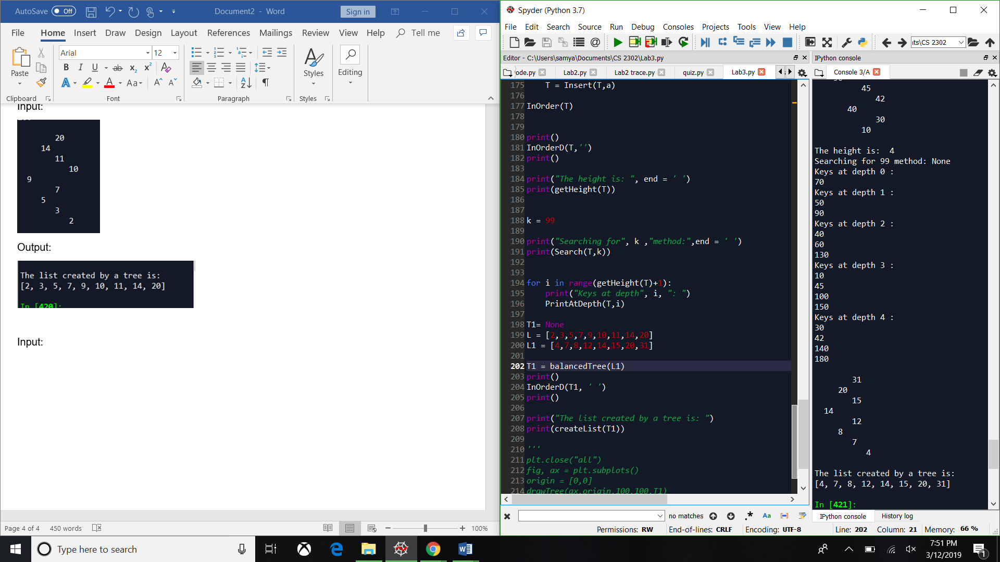 AutoSave Off
Document2 - Word
Sign in
File Home Insert Draw Design Layout References Mailings Review View Help Tell me
Paste
Arial 12
B I U ab x₂ x²
A A Aa A A
Styles
Editing
Clipboard Font Paragraph Styles
Input:
20
14
11
10
9
7
5
3
2
Output:
The list created by a tree is:
[2, 3, 5, 7, 9, 10, 11, 14, 20]
In [420]:
Input:
Page 4 of 4 450 words 100%
Spyder (Python 3.7)
File Edit Search Source Run Debug Consoles Projects Tools View Help
its\CS 2302
Editor - C:\Users\samya\Documents\CS 2302\Lab3.py
ode.py Lab2.py Lab2 trace.py quiz.py Lab3.py
175 T = Insert(T,a)
176
177 InOrder(T)
178
179
180 print()
181 InOrderD(T,'')
182 print()
183
184 print("The height is: ", end = ' ')
185 print(getHeight(T))
186
187
188 k = 99
189
190 print("Searching for", k ,"method:",end = ' ')
191 print(Search(T,k))
192
193
194 for i in range(getHeight(T)+1):
195 print("Keys at depth", i, ": ")
196 PrintAtDepth(T,i)
197
198 T1= None
199 L = [2,3,5,7,9,10,11,14,20]
200 L1 = [4,7,8,12,14,15,20,31]
201
202 T1 = balancedTree(L1)
203 print()
204 InOrderD(T1, ' ')
205 print()
206
207 print("The list created by a tree is: ")
208 print(createList(T1))
209
210 '''
211 plt.close("all")
212 fig, ax = plt.subplots()
213 origin = [0,0]
214 drawTree(ax,origin,100,100,T1)
no matches
.* Aa
IPython console
Console 3/A
45
42
40
30
10
The height is:  4
Searching for 99 method: None
Keys at depth 0 :
70
Keys at depth 1 :
50
90
Keys at depth 2 :
40
60
130
Keys at depth 3 :
10
45
100
150
Keys at depth 4 :
30
42
140
180
31
20
15
14
12
8
7
4
The list created by a tree is:
[4, 7, 8, 12, 14, 15, 20, 31]
In [421]:
IPython console History log
Permissions: RW End-of-lines: CRLF Encoding: UTF-8 Line: 202 Column: 21 Memory: 66 %
Type here to search
7:51 PM
3/12/2019
1